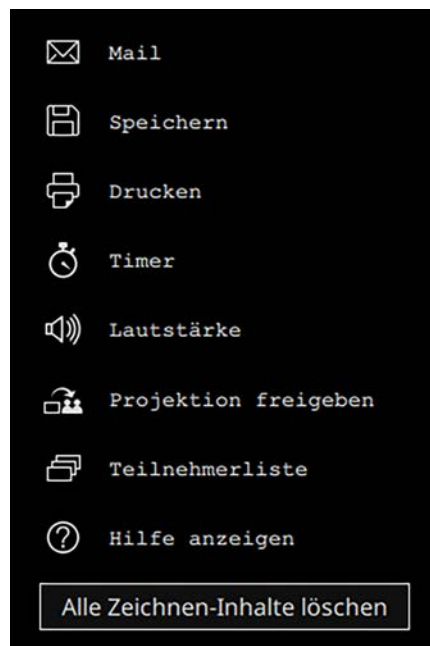 Mail
Speichern
Drucken
Timer
Lautstärke
Projektion freigeben
Teilnehmerliste
Hilfe anzeigen
Alle Zeichnen-Inhalte löschen